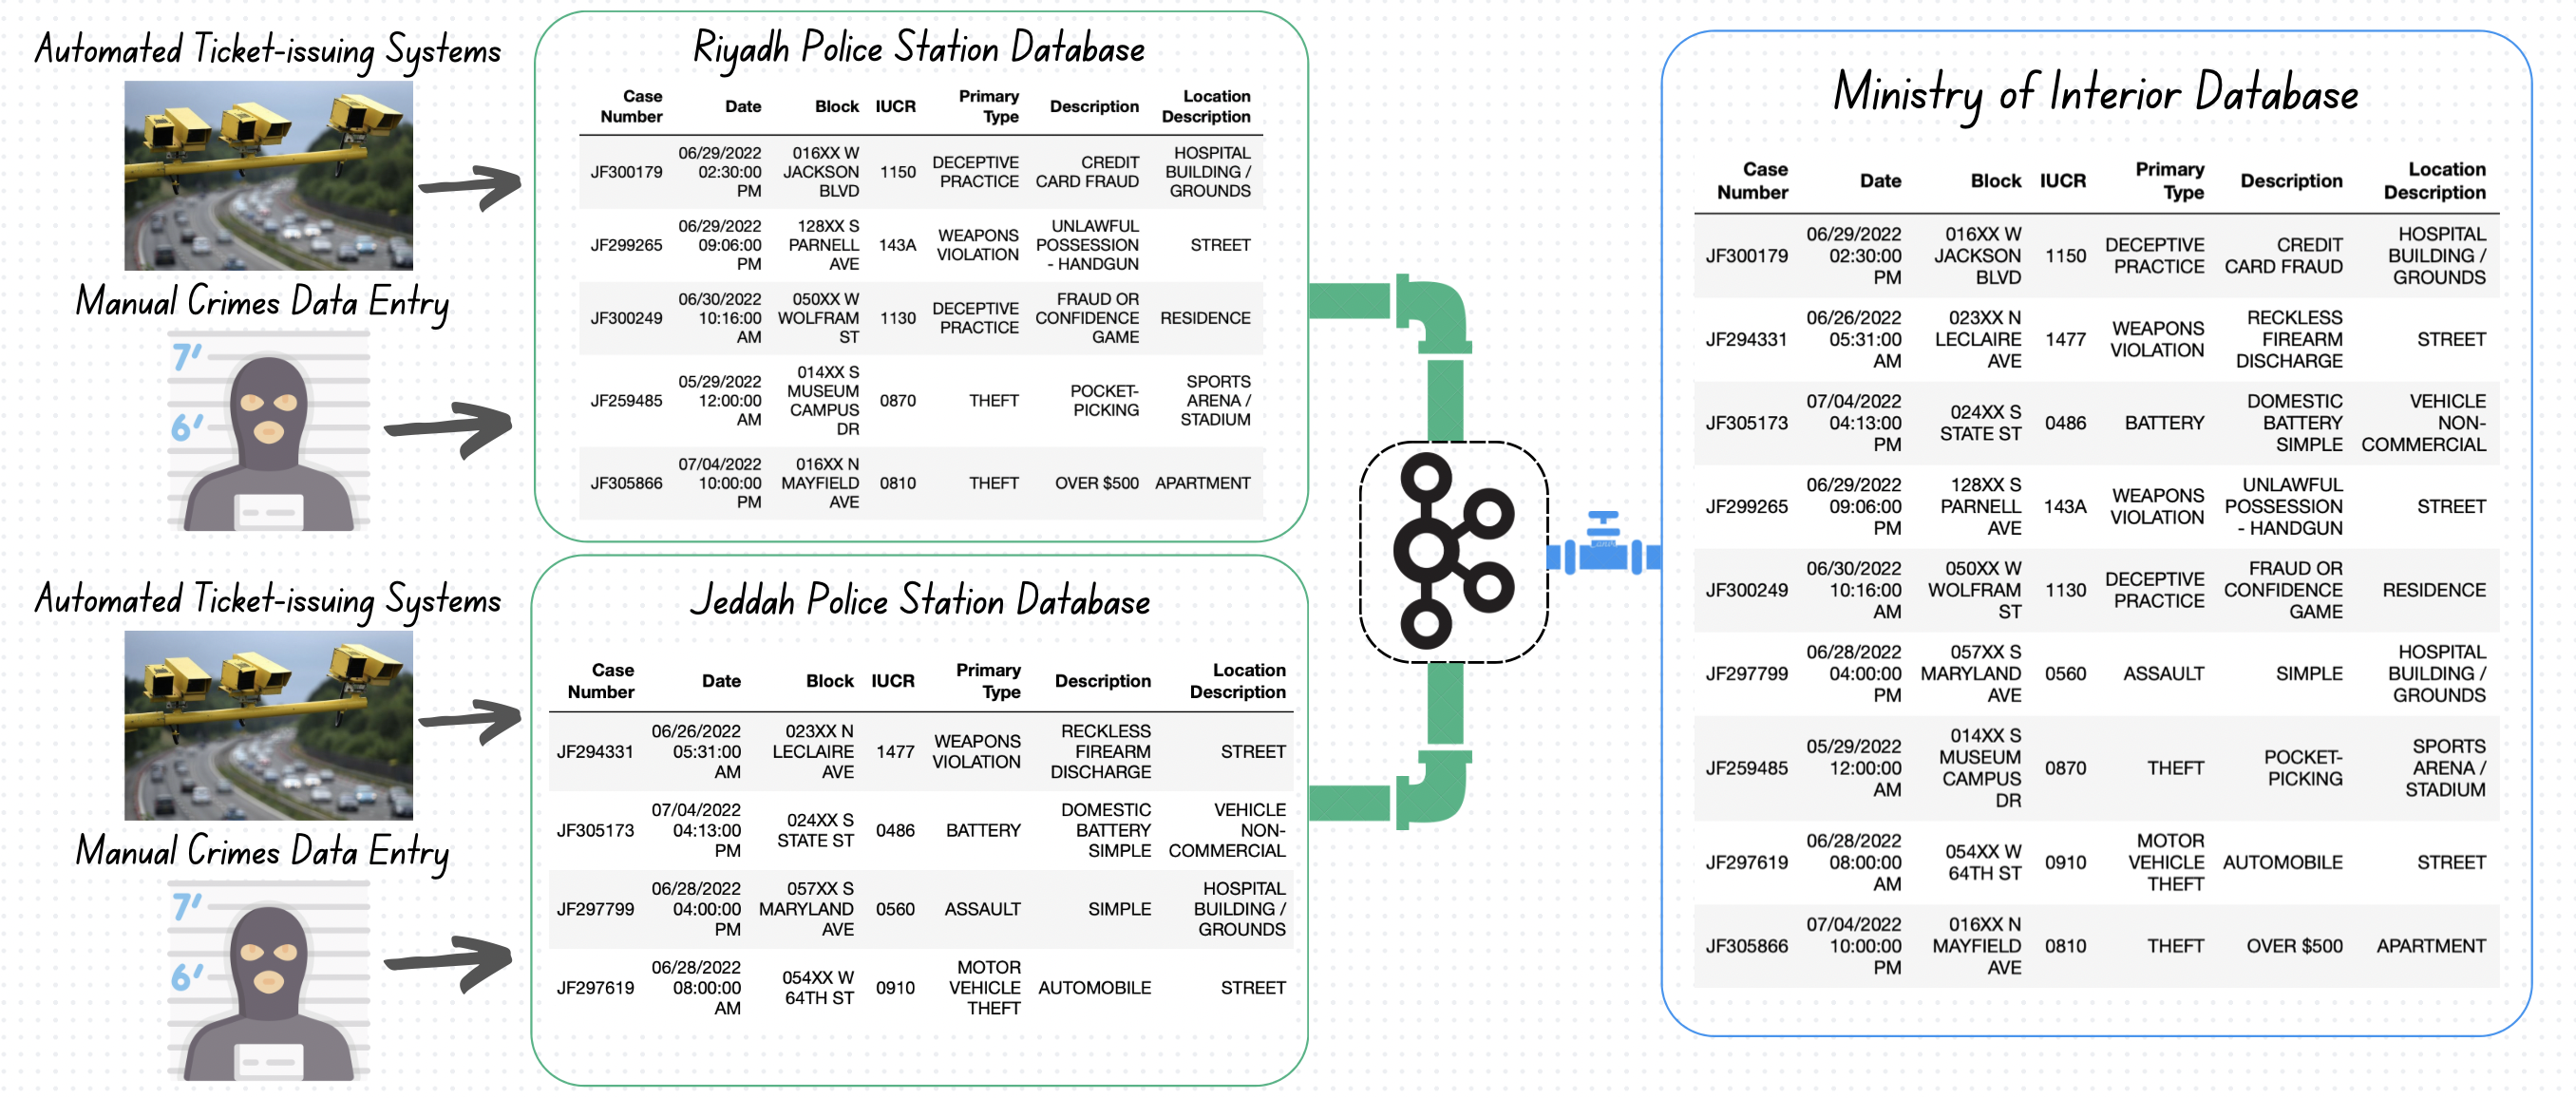 Automated Ticket-issuing Systems
Manual Crimes Data Entry
7'
6'
Riyadh Police Station Database
Case Number Date Block IUCR Primary Type Description Location Description
JF300179 06/29/2022 02:30:00 PM 016XX W JACKSON BLVD 1150 DECEPTIVE PRACTICE CREDIT CARD FRAUD HOSPITAL BUILDING / GROUNDS
JF299265 06/29/2022 09:06:00 PM 128XX S PARNELL AVE 143A WEAPONS VIOLATION UNLAWFUL POSSESSION - HANDGUN STREET
JF300249 06/30/2022 10:16:00 AM 050XX W WOLFRAM ST 1130 DECEPTIVE PRACTICE FRAUD OR CONFIDENCE GAME RESIDENCE
JF259485 05/29/2022 12:00:00 AM 014XX S MUSEUM CAMPUS DR 0870 THEFT POCKET-PICKING SPORTS ARENA / STADIUM
JF305866 07/04/2022 10:00:00 PM 016XX N MAYFIELD AVE 0810 THEFT OVER $500 APARTMENT
Automated Ticket-issuing Systems
Manual Crimes Data Entry
7'
6'
Jeddah Police Station Database
Case Number Date Block IUCR Primary Type Description Location Description
JF294331 06/26/2022 05:31:00 AM 023XX N LECLAIRE AVE 1477 WEAPONS VIOLATION RECKLESS FIREARM DISCHARGE STREET
JF305173 07/04/2022 04:13:00 PM 024XX S STATE ST 0486 BATTERY DOMESTIC BATTERY SIMPLE VEHICLE NON-COMMERCIAL
JF297799 06/28/2022 04:00:00 PM 057XX S MARYLAND AVE 0560 ASSAULT SIMPLE HOSPITAL BUILDING / GROUNDS
JF297619 06/28/2022 08:00:00 AM 054XX W 64TH ST 0910 MOTOR VEHICLE THEFT AUTOMOBILE STREET
Ministry of Interior Database
Case Number Date Block IUCR Primary Type Description Location Description
JF300179 06/29/2022 02:30:00 PM 016XX W JACKSON BLVD 1150 DECEPTIVE PRACTICE CREDIT CARD FRAUD HOSPITAL BUILDING / GROUNDS
JF294331 06/26/2022 05:31:00 AM 023XX N LECLAIRE AVE 1477 WEAPONS VIOLATION RECKLESS FIREARM DISCHARGE STREET
JF305173 07/04/2022 04:13:00 PM 024XX S STATE ST 0486 BATTERY DOMESTIC BATTERY SIMPLE VEHICLE NON-COMMERCIAL
JF299265 06/29/2022 09:06:00 PM 128XX S PARNELL AVE 143A WEAPONS VIOLATION UNLAWFUL POSSESSION - HANDGUN STREET
JF300249 06/30/2022 10:16:00 AM 050XX W WOLFRAM ST 1130 DECEPTIVE PRACTICE FRAUD OR CONFIDENCE GAME RESIDENCE
JF297799 06/28/2022 04:00:00 PM 057XX S MARYLAND AVE 0560 ASSAULT SIMPLE HOSPITAL BUILDING / GROUNDS
JF259485 05/29/2022 12:00:00 AM 014XX S MUSEUM CAMPUS DR 0870 THEFT POCKET-PICKING SPORTS ARENA / STADIUM
JF297619 06/28/2022 08:00:00 AM 054XX W 64TH ST 0910 MOTOR VEHICLE THEFT AUTOMOBILE STREET
JF305866 07/04/2022 10:00:00 PM 016XX N MAYFIELD AVE 0810 THEFT OVER $500 APARTMENT